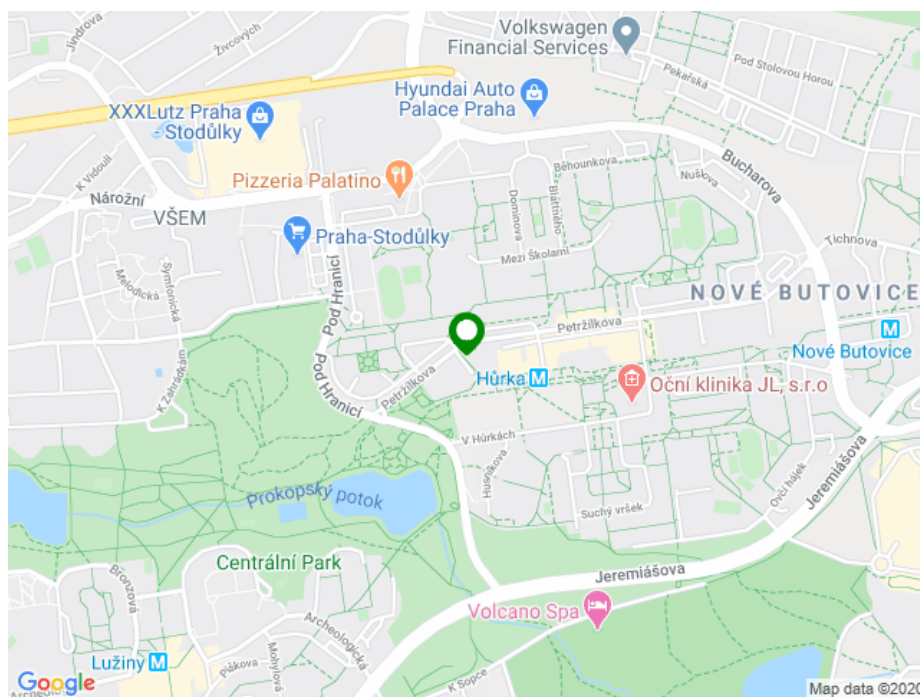 Jindrova
Živcových
Volkswagen
Financial Services
Pekařská
Pod Stolovou Horou
XXXLutz Praha
- Stodůlky
Hyundai Auto
Palace Praha
K Vidouli
Nárožní
VŠEM
Pizzeria Palatino
Běhounkova
Nušlova
Bucharova
Domínova
Blattného
Praha-Stodůlky
Mezi Školami
Tichnova
Melodická
Symfonická
Pod Hranicí
NOVÉ BUTOVICE
Petržílkova
M
Nové Butovice
Pod Hranicí
K Zahrádkám
Petržílkova
Hůrka M
Oční klinika JL, s.r.o
V Hůrkách
Husníkova
Prokopský potok
Suchý vršek
Ovčí hájek
Jeremiášova
Centrální Park
Jeremiášova
Bronzová
Archeologická
Volcano Spa
Lužiny M
Píškova
Mohylová
K Sopce
Google
Map data ©202